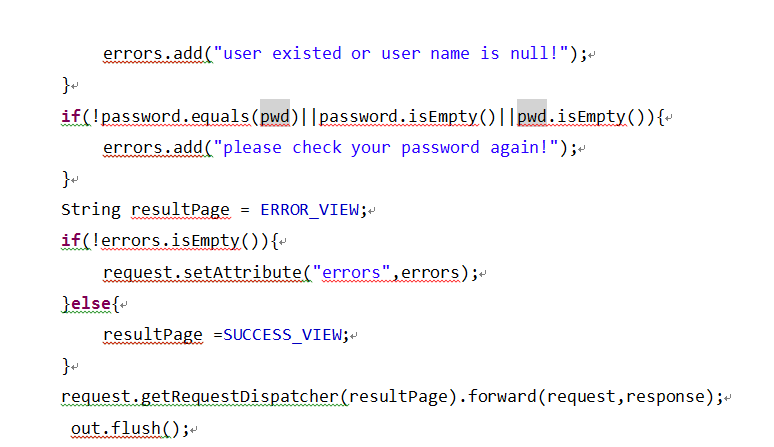 errors.add("user existed or user name is null!");
}
if(!password.equals(pwd)||password.isEmpty()||pwd.isEmpty()){
errors.add("please check your password again!");
}
String resultPage = ERROR_VIEW;
if(!errors.isEmpty()){
request.setAttribute("errors",errors);
}else{
resultPage =SUCCESS_VIEW;
}
request.getRequestDispatcher(resultPage).forward(request,response);
out.flush();